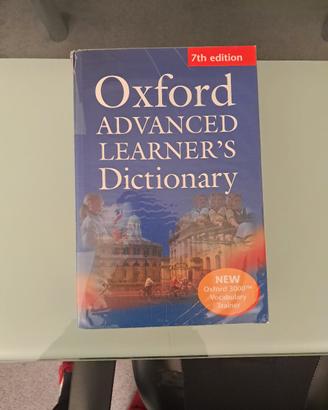 7th edition
Oxford
ADVANCED
LEARNER'S
Dictionary
NEW
Oxford 3000™
Vocabulary
Trainer